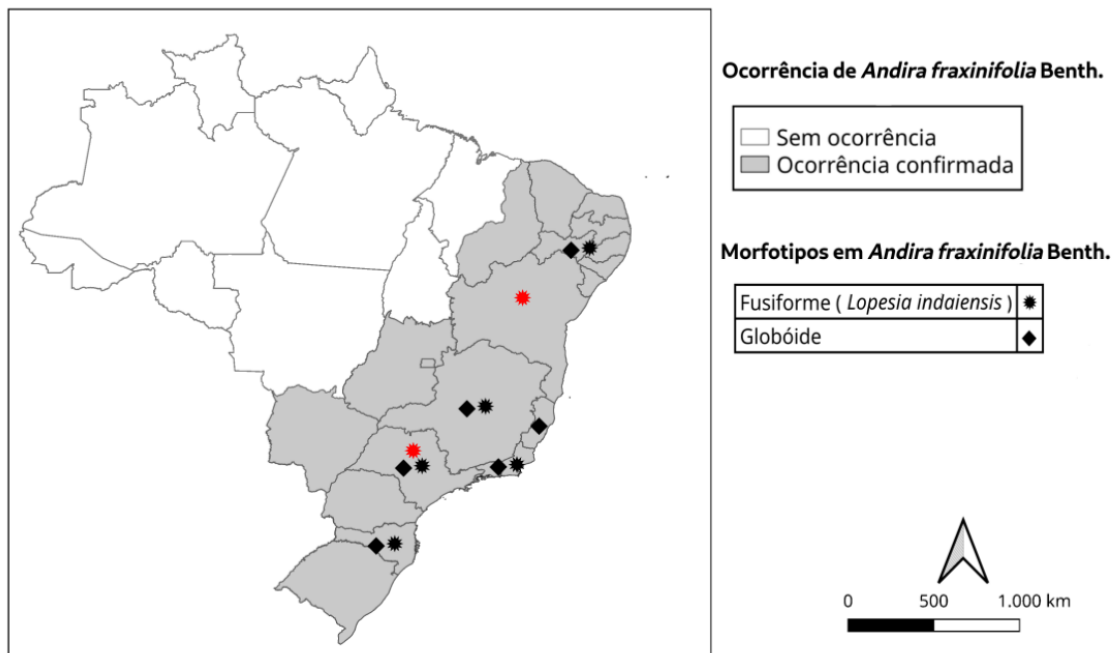 Ocorrência de Andira fraxinifolia Benth.
Sem ocorrência
Ocorrência confirmada
Morfotipos em Andira fraxinifolia Benth.
Fusiforme ( Lopesia indaiensis )
Globóide
0 500 1.000 km